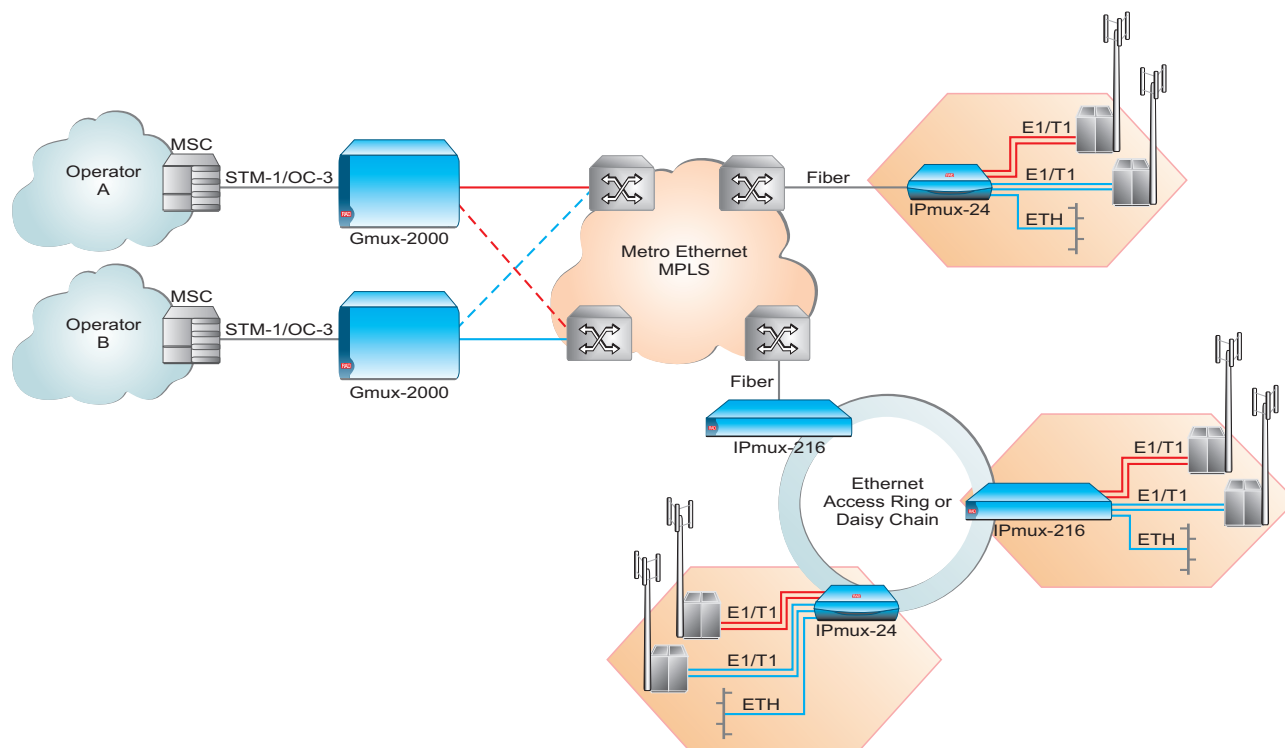 Operator
A
MSC
STM-1/OC-3
Gmux-2000
Operator
B
MSC
STM-1/OC-3
Gmux-2000
Metro Ethernet
MPLS
Fiber
IPmux-24
E1/T1
E1/T1
ETH
Fiber
IPmux-216
Ethernet
Access Ring or
Daisy Chain
IPmux-216
E1/T1
E1/T1
ETH
IPmux-24
E1/T1
E1/T1
ETH